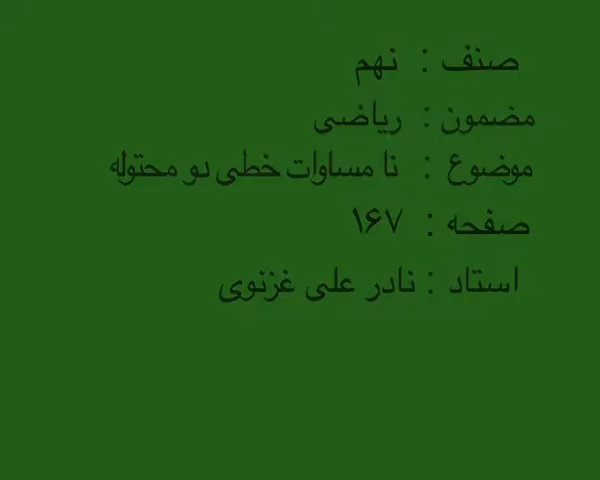 صنف : نهم
مضمون : ریاضی
موضوع : نا مساوات خطی دو محتوله
صفحه : ۱۶۷
استاد : نادر علی غزنوی